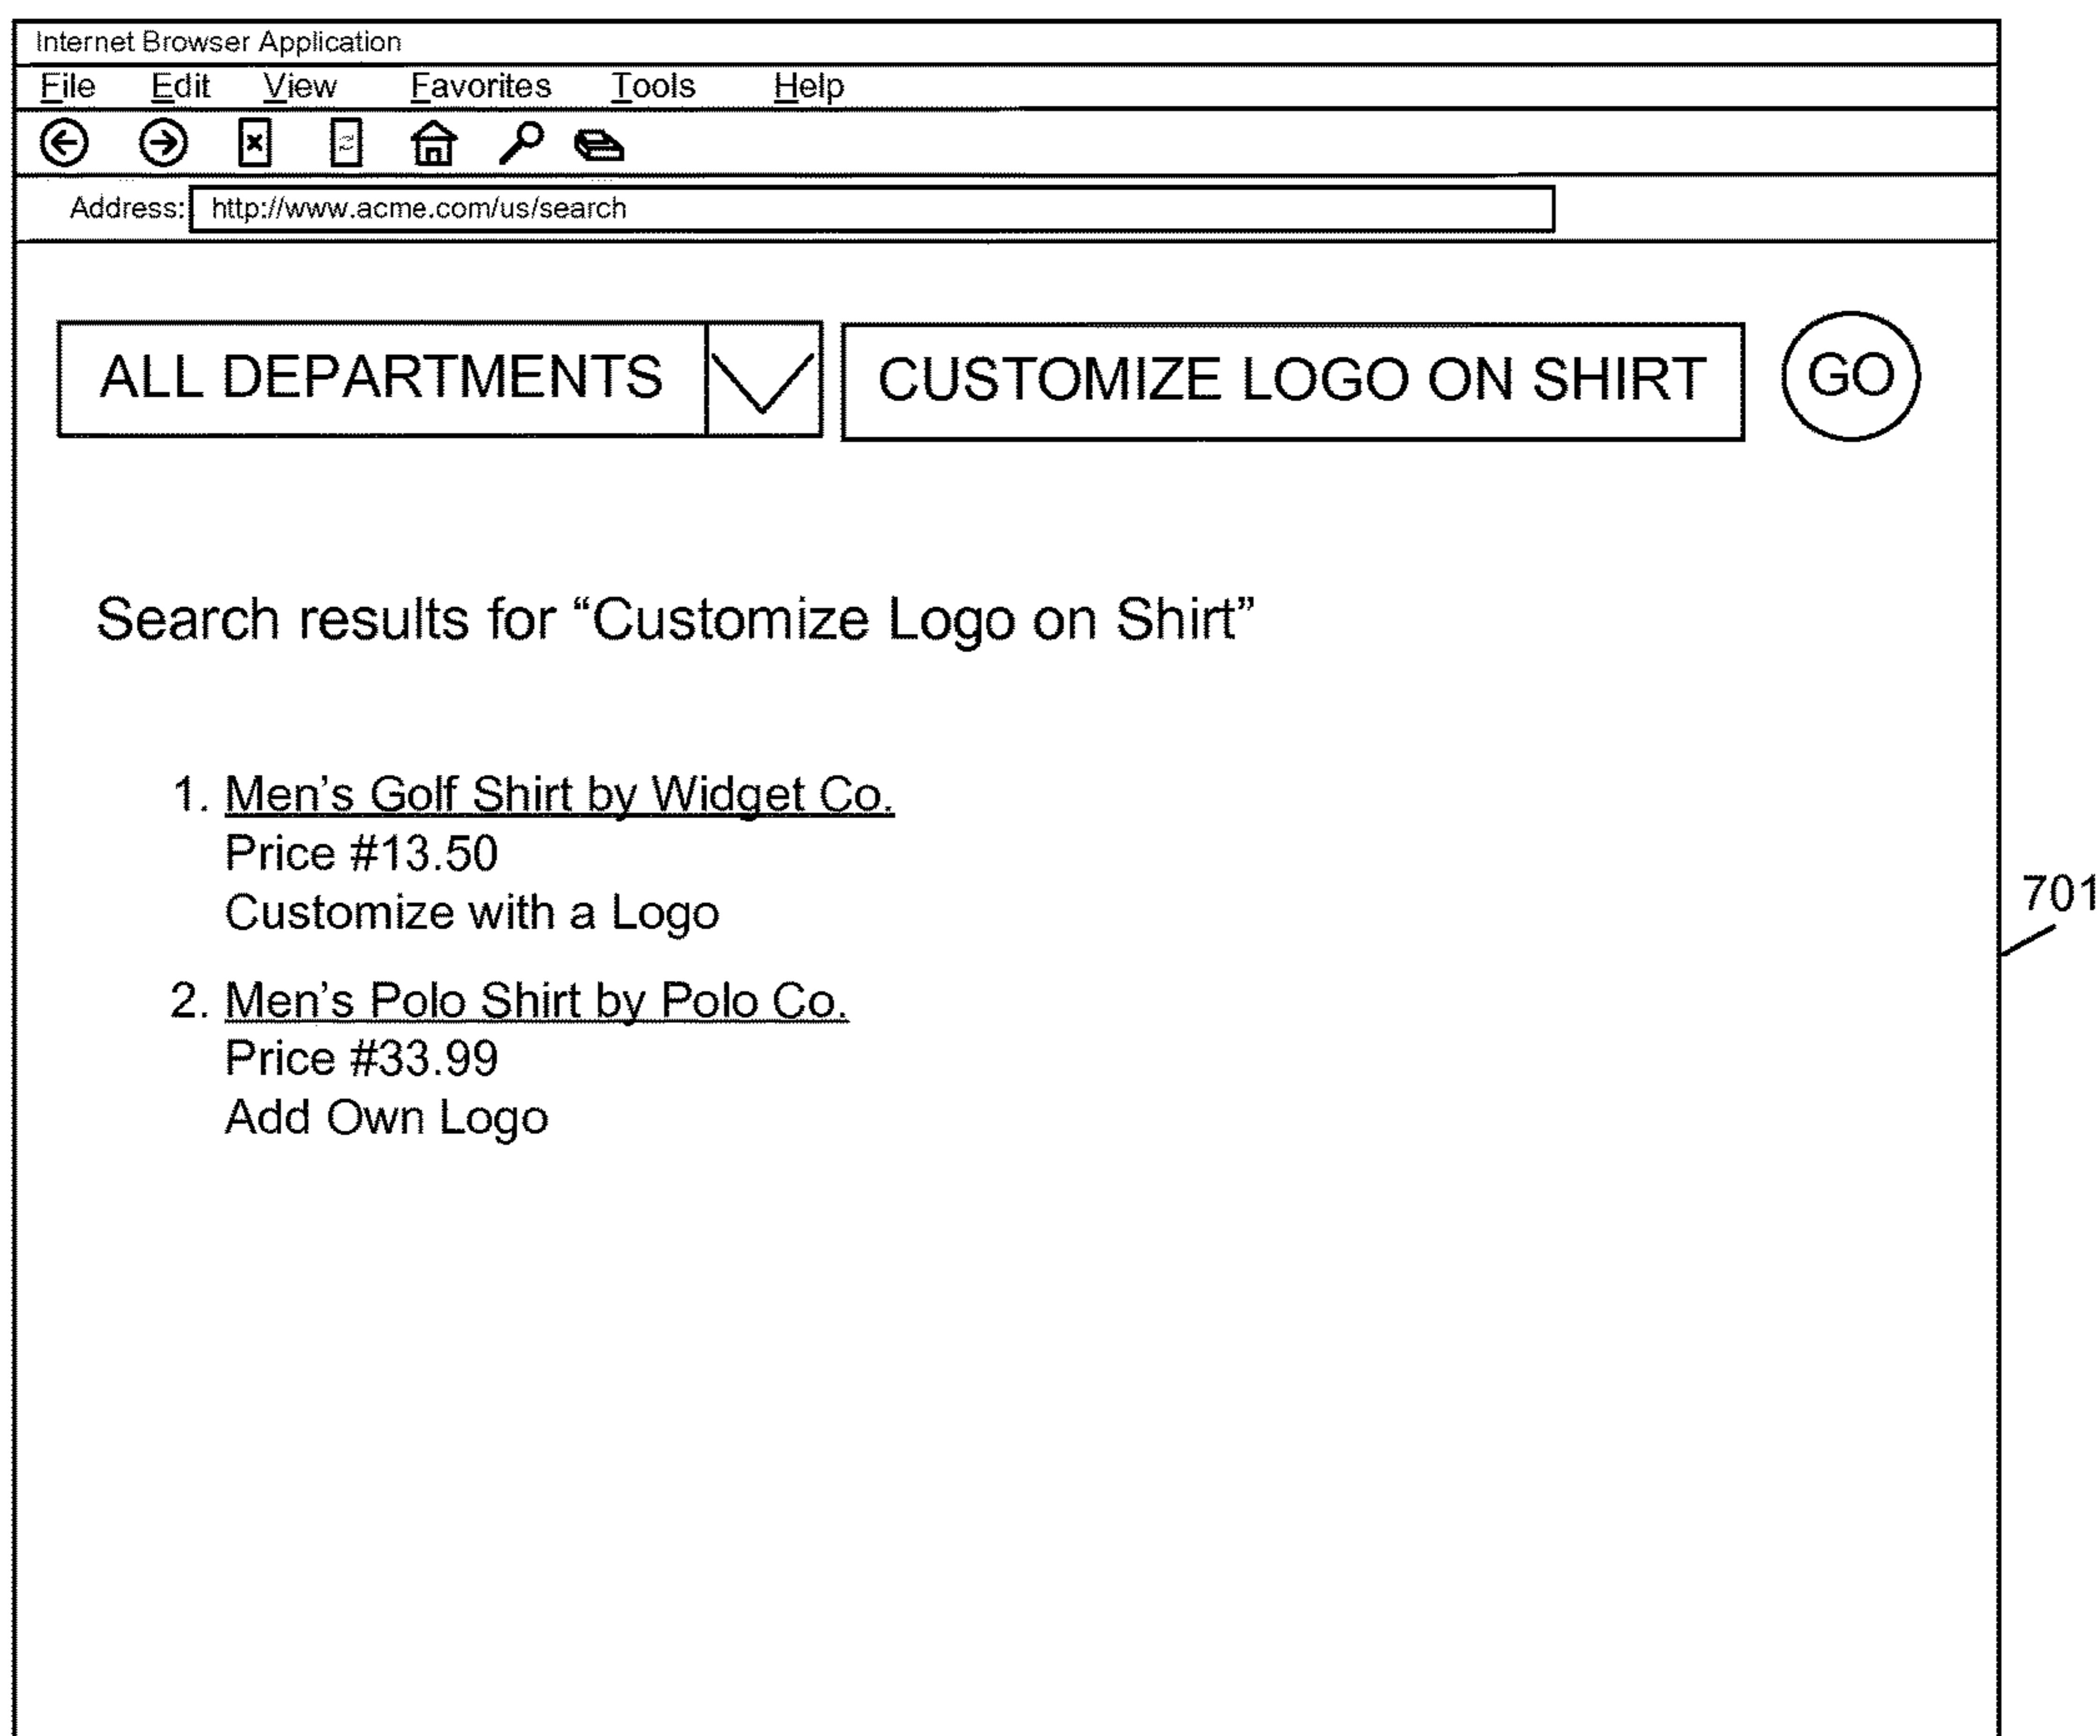 Internet Browser Application
File Edit View Favorites Tools Help
Address: http://www.acme.com/us/search
ALL DEPARTMENTS CUSTOMIZE LOGO ON SHIRT GO
Search results for “Customize Logo on Shirt”
1. Men’s Golf Shirt by Widget Co.
Price #13.50
Customize with a Logo
701
2. Men’s Polo Shirt by Polo Co.
Price #33.99
Add Own Logo